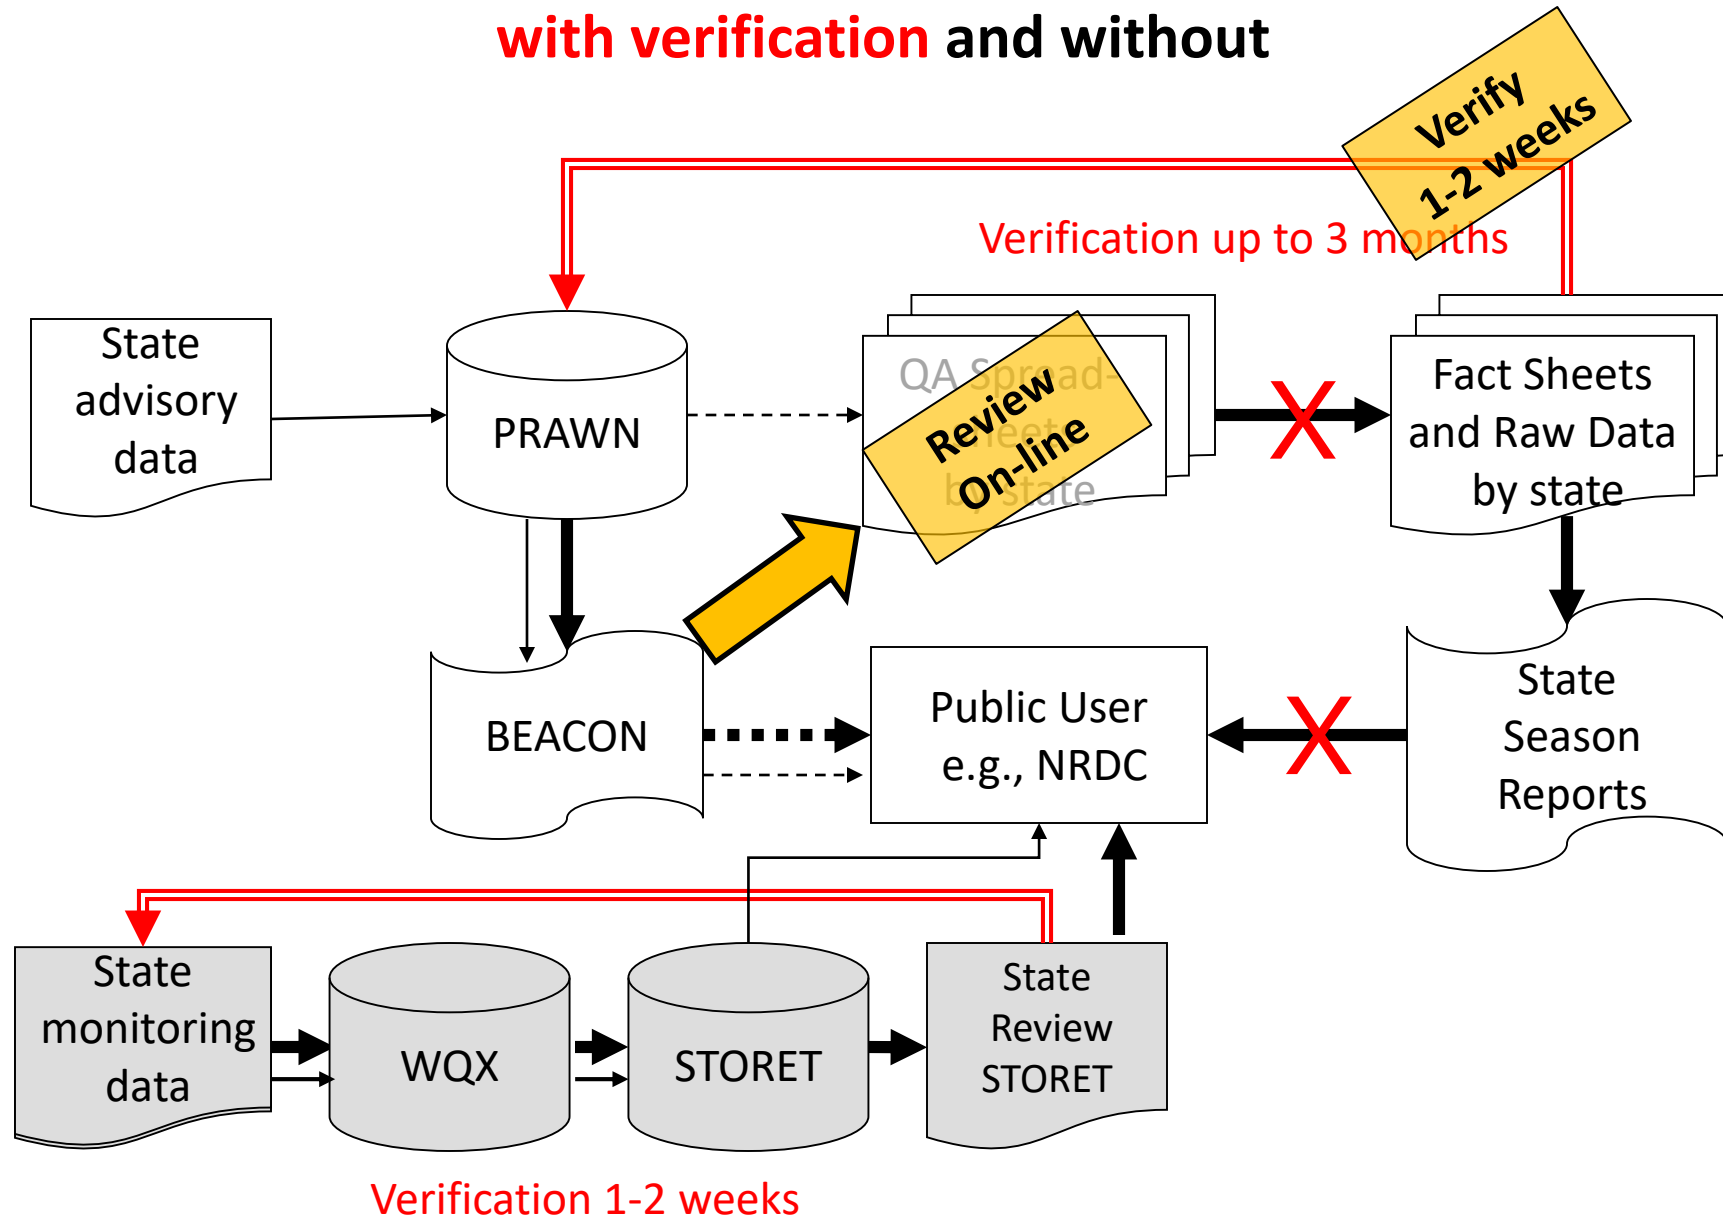 with verification and without
Verify
1-2 weeks
Verification up to 3 months
State
advisory
data
PRAWN
QA Spread-
sheets
by state
Review
On-line
Fact Sheets
and Raw Data
by state
BEACON
Public User
e.g., NRDC
State
Season
Reports
State
monitoring
data
WQX
STORET
State
Review
STORET
Verification 1-2 weeks